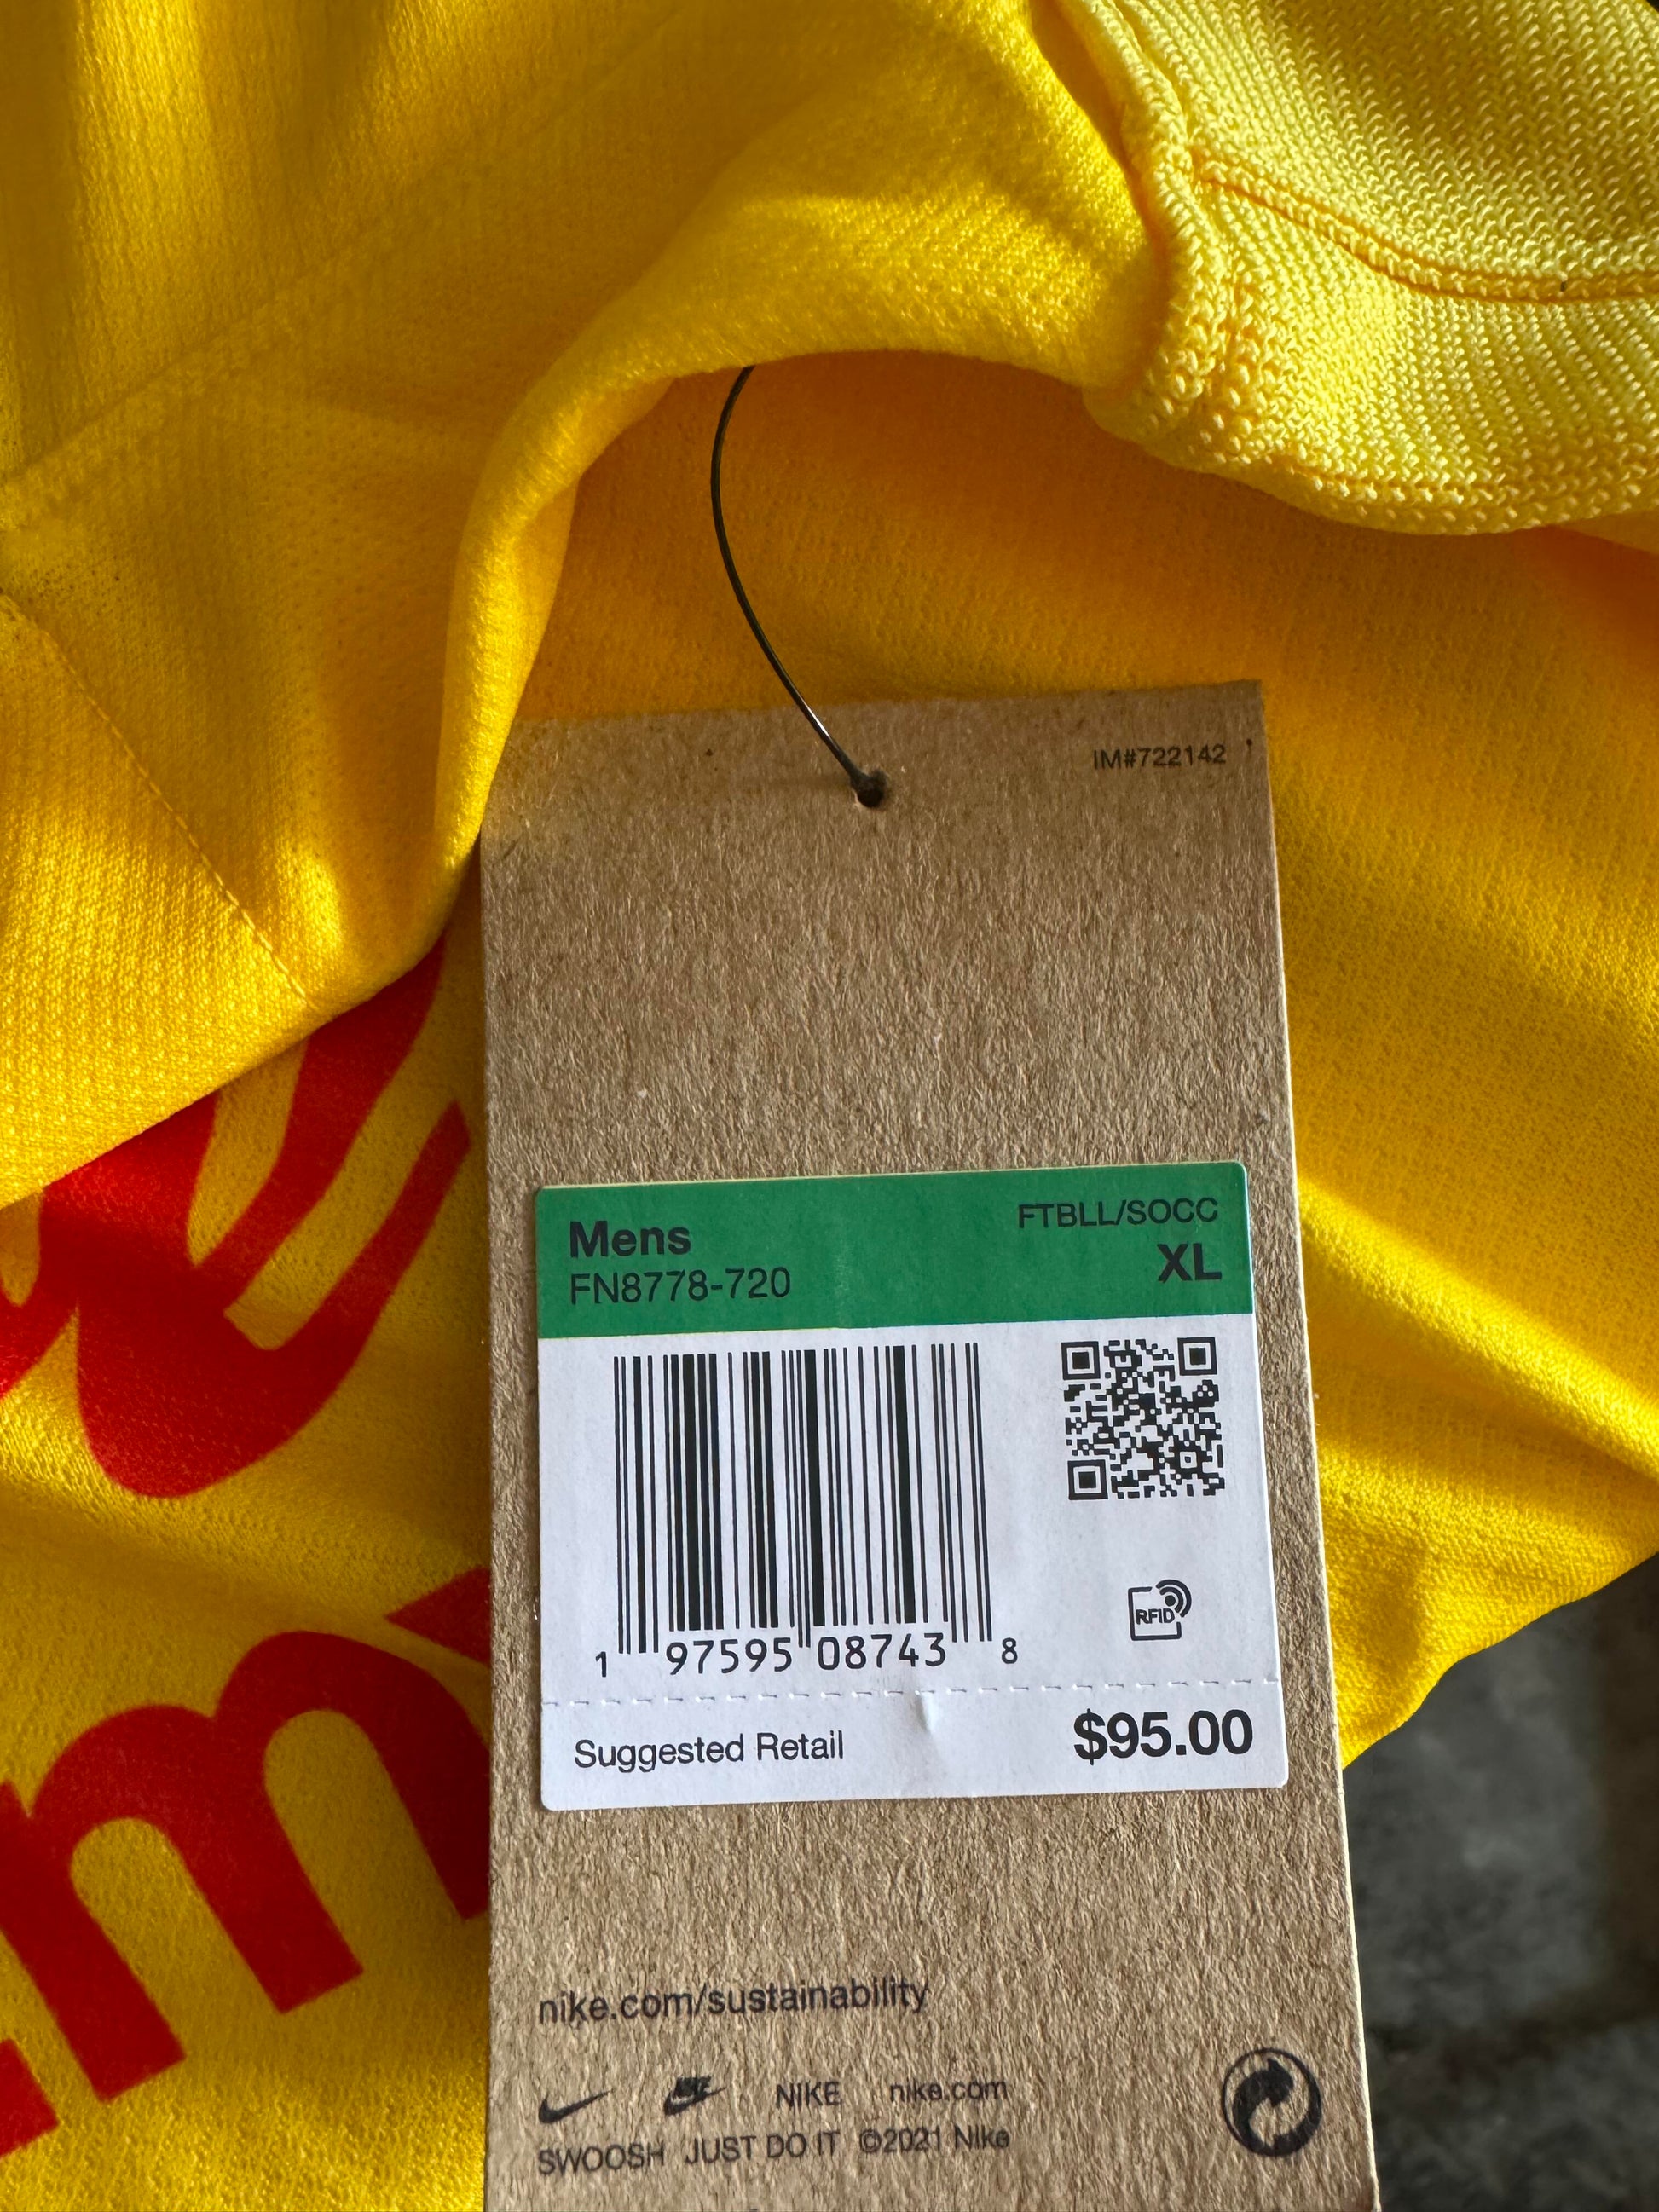 IM#722142
Mens
FTBLL/SOCC
FN8778-720
XL
RFID
1 97595 08743 8
Suggested Retail
$95.00
nike.com/sustainability
NIKE nike.com
SWOOSH JUST DO IT ©2021 Nike